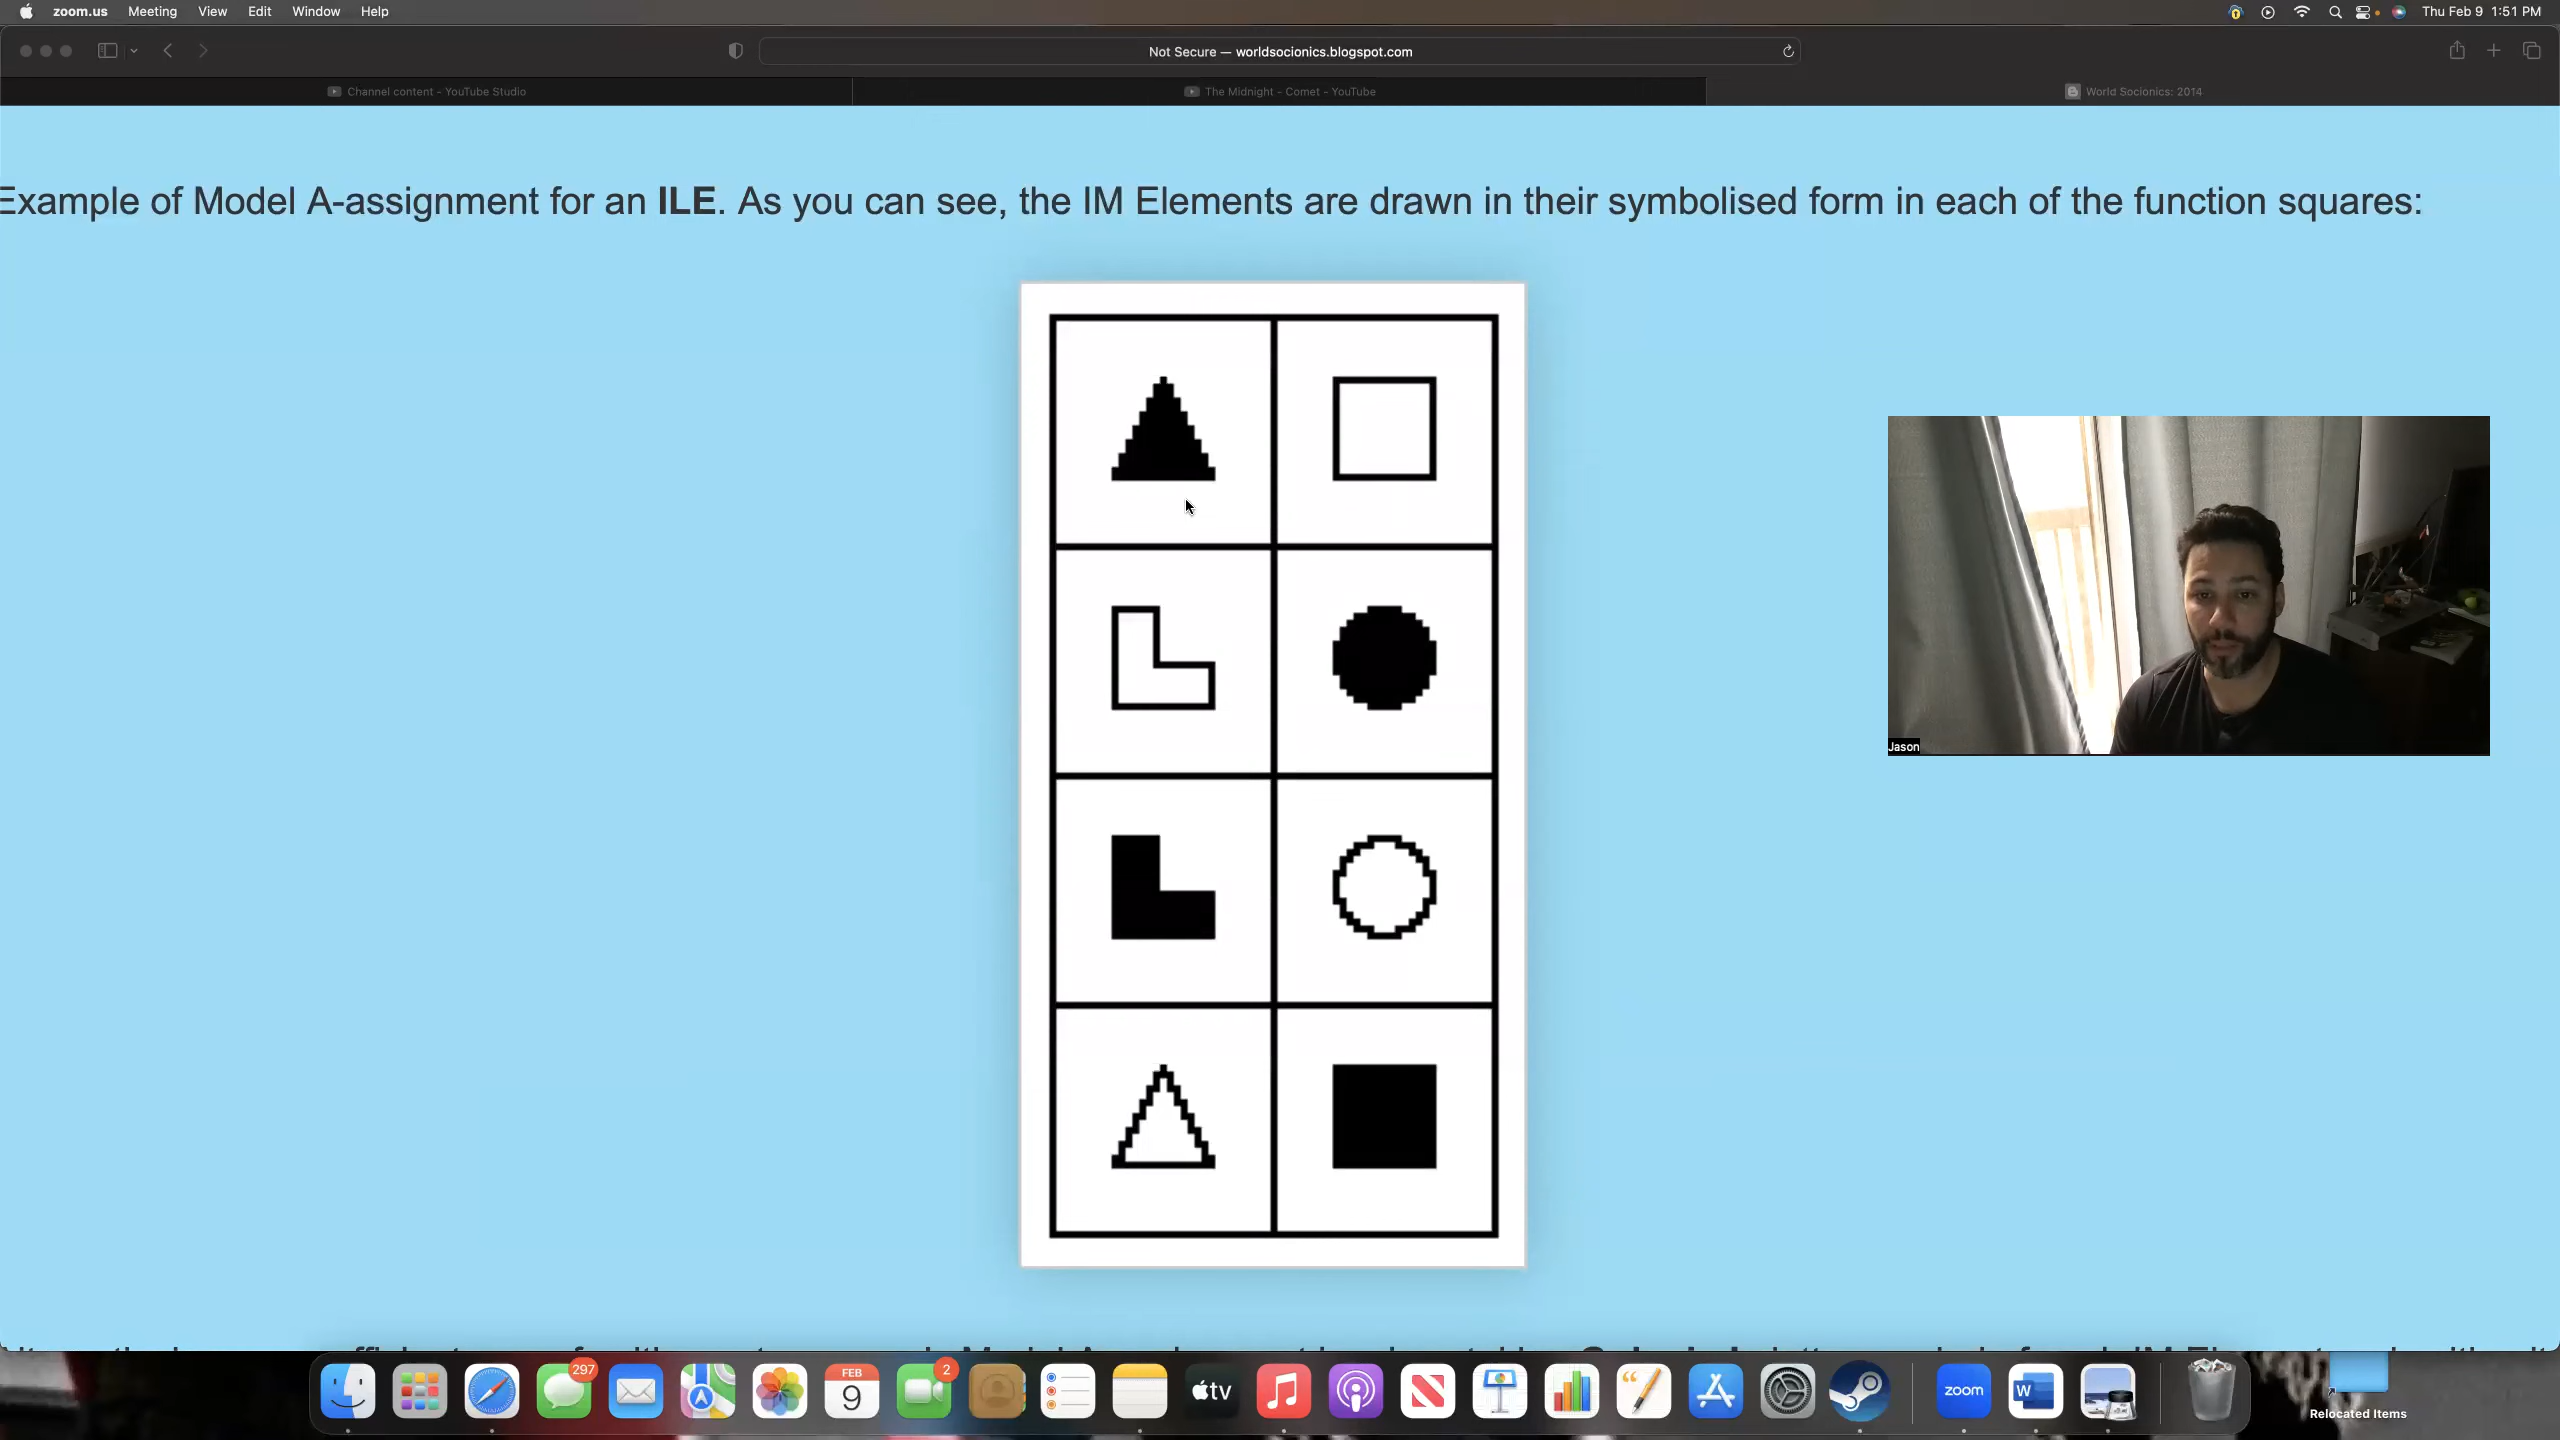 zoom.us Meeting View Edit Window Help
Thu Feb 9 1:51 PM
Not Secure — worldsocionics.blogspot.com
Channel content - YouTube Studio
The Midnight - Comet - YouTube
World Socionics: 2014
Example of Model A-assignment for an ILE. As you can see, the IM Elements are drawn in their symbolised form in each of the function squares:
Jason
297
FEB
9
2
tv
zoom
W
Relocated Items